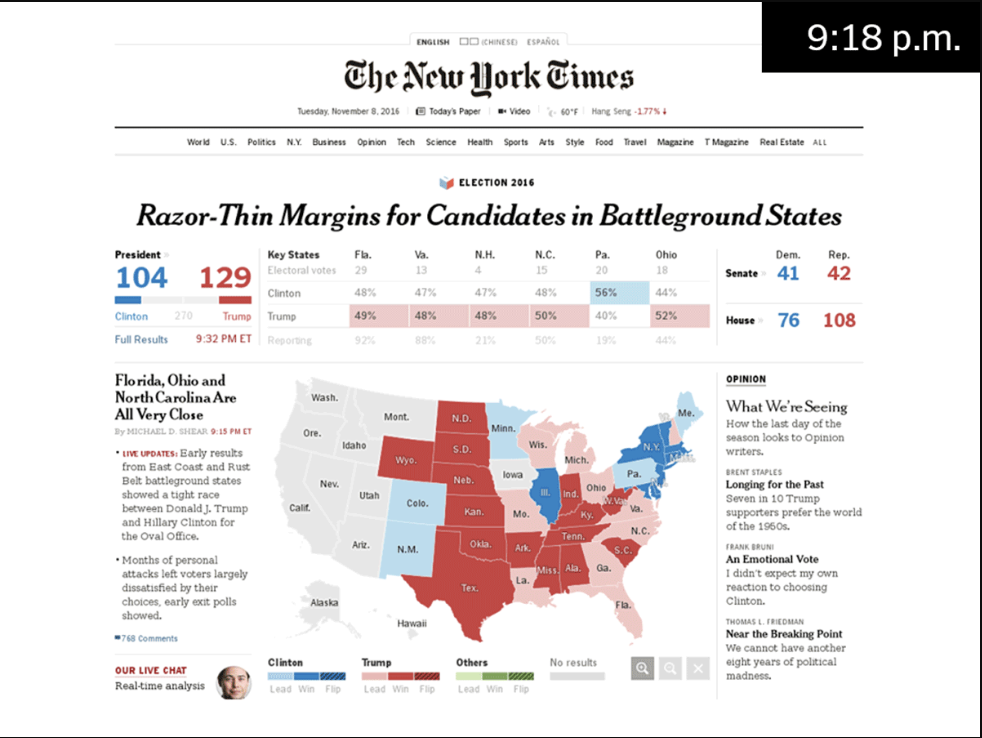 9:18 p.m.
ENGLISH (CHINESE) ESPAÑOL
The New York Times
Tuesday, November 8, 2016 Today's Paper Video 60°F Hang Seng -1.77%↓
World U.S. Politics N.Y. Business Opinion Tech Science Health Sports Arts Style Food Travel Magazine T Magazine Real Estate ALL
ELECTION 2016
Razor-Thin Margins for Candidates in Battleground States
President »
104 129
Clinton 270 Trump
Full Results 9:32 PM ET
Key States Fla. Va. N.H. N.C. Pa. Ohio
Electoral votes 29 13 4 15 20 18
Clinton 48% 47% 47% 48% 56% 44%
Trump 49% 48% 48% 50% 40% 52%
Reporting 92% 88% 21% 50% 19% 44%
Dem. Rep.
Senate » 41 42
House » 76 108
Florida, Ohio and
North Carolina Are
All Very Close
By MICHAEL D. SHEAR 9:15 PM ET
• LIVE UPDATES: Early results
from East Coast and Rust
Belt battleground states
showed a tight race
between Donald J. Trump
and Hillary Clinton for
the Oval Office.
• Months of personal
attacks left voters largely
dissatisfied by their
choices, early exit polls
showed.
768 Comments
OUR LIVE CHAT
Real-time analysis
Wash.
Mont.
N.D.
Minn.
Me.
Ore.
Idaho
Wyo.
S.D.
Wis.
Mich.
N.Y.
Mass.
Nev.
Utah
Colo.
Neb.
Iowa
Ill.
Ind.
Ohio
Pa.
Calif.
Kan.
Mo.
Ky.
W.Va.
Va.
Ariz.
N.M.
Okla.
Ark.
Tenn.
N.C.
S.C.
Tex.
La.
Miss.
Ala.
Ga.
Fla.
Alaska
Hawaii
Clinton Trump Others No results
Lead Win Flip Lead Win Flip Lead Win Flip
OPINION
What We're Seeing
How the last day of the
season looks to Opinion
writers.
BRENT STAPLES
Longing for the Past
Seven in 10 Trump
supporters prefer the world
of the 1950s.
FRANK BRUNI
An Emotional Vote
I didn't expect my own
reaction to choosing
Clinton.
THOMAS L. FRIEDMAN
Near the Breaking Point
We cannot have another
eight years of political
madness.